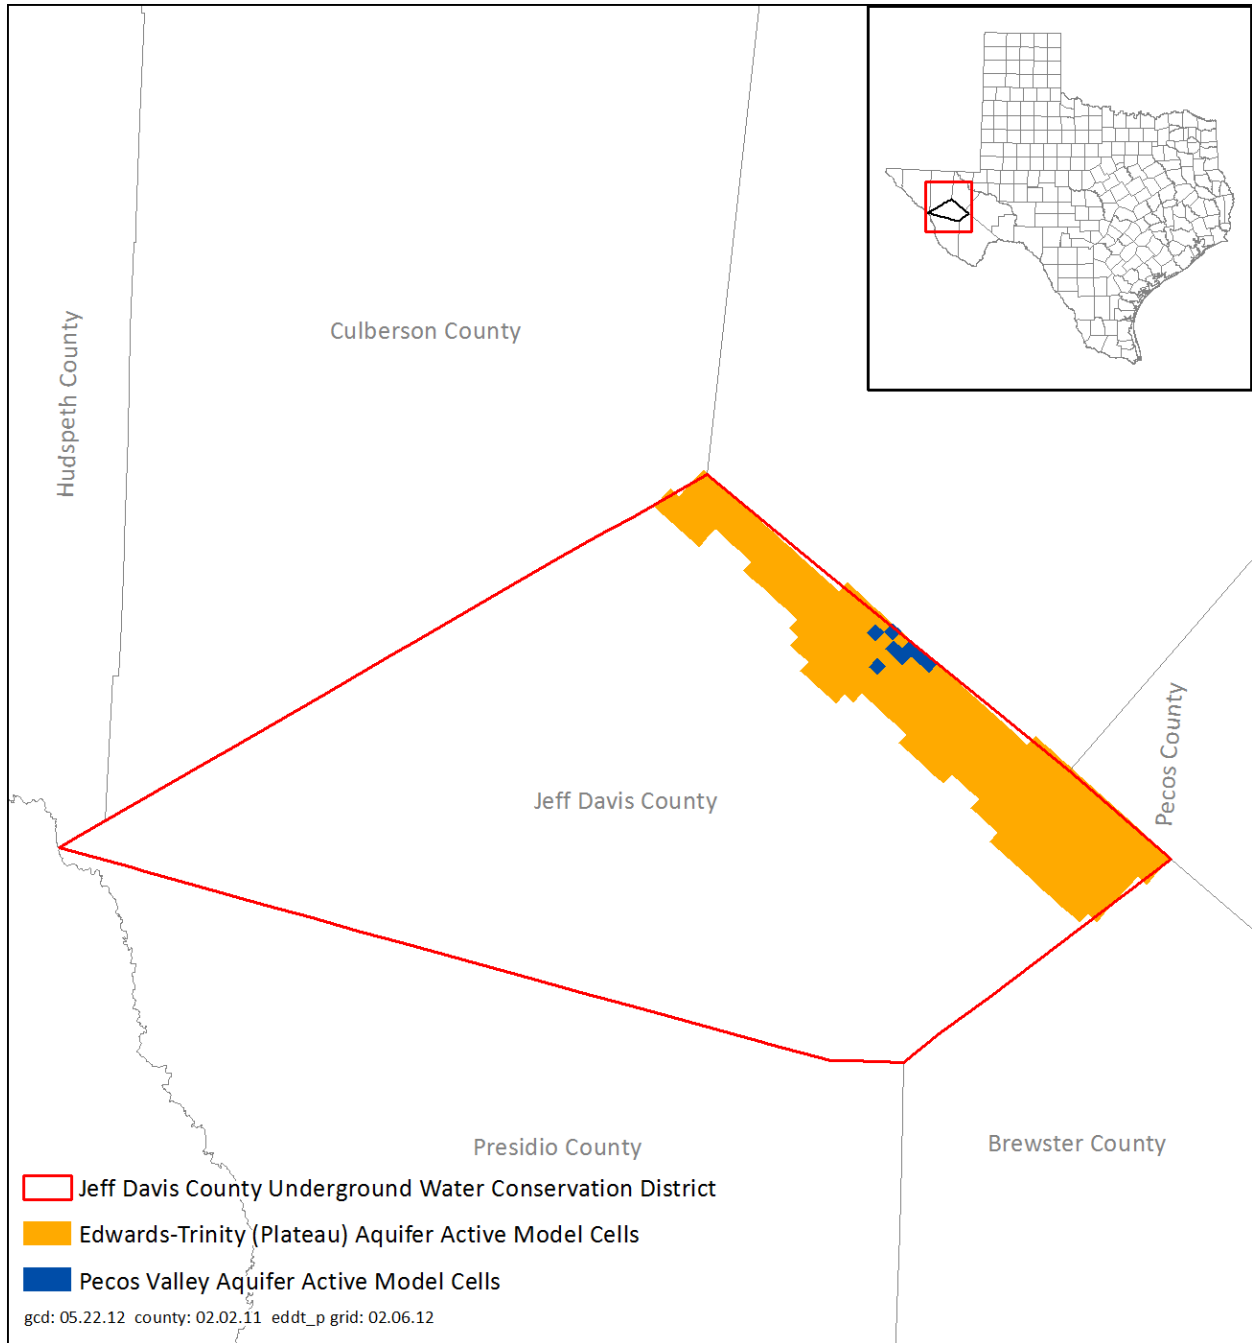 Hudspeth County
Culberson County
Jeff Davis County
Pecos County
Presidio County
Brewster County
Jeff Davis County Underground Water Conservation District
Edwards-Trinity (Plateau) Aquifer Active Model Cells
Pecos Valley Aquifer Active Model Cells
gcd: 05.22.12 county: 02.02.11 eddt_p grid: 02.06.12